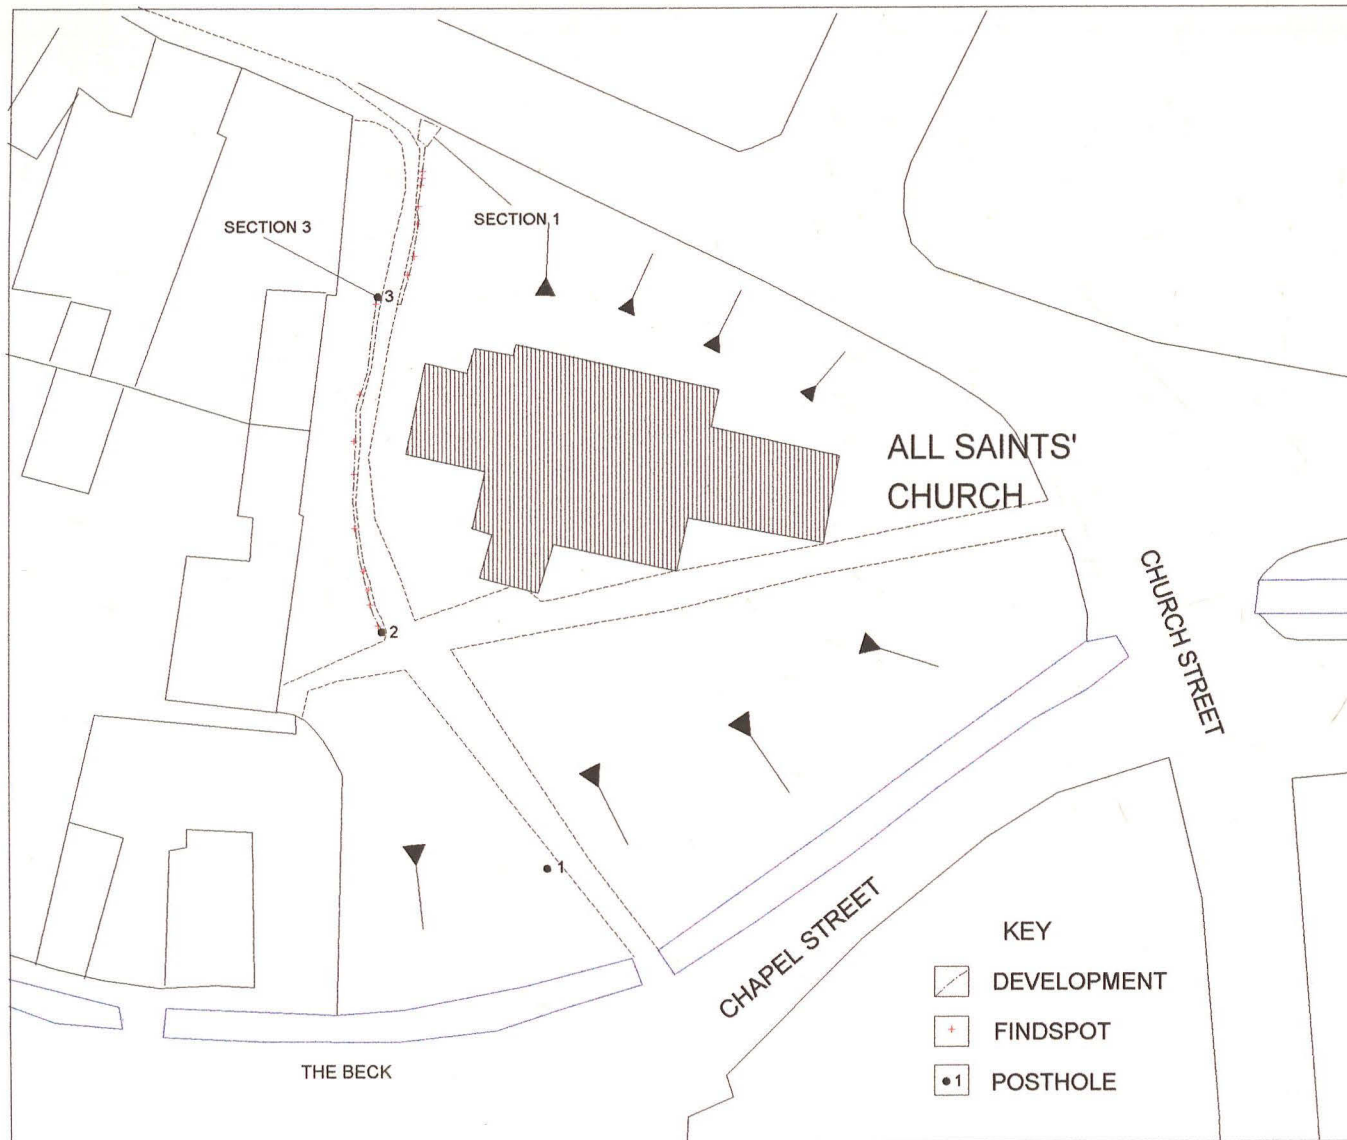 SECTION 1
SECTION 3
3
ALL SAINTS'
CHURCH
CHURCH STREET
2
1
CHAPEL STREET
THE BECK
KEY
DEVELOPMENT
FINDSPOT
1 POSTHOLE